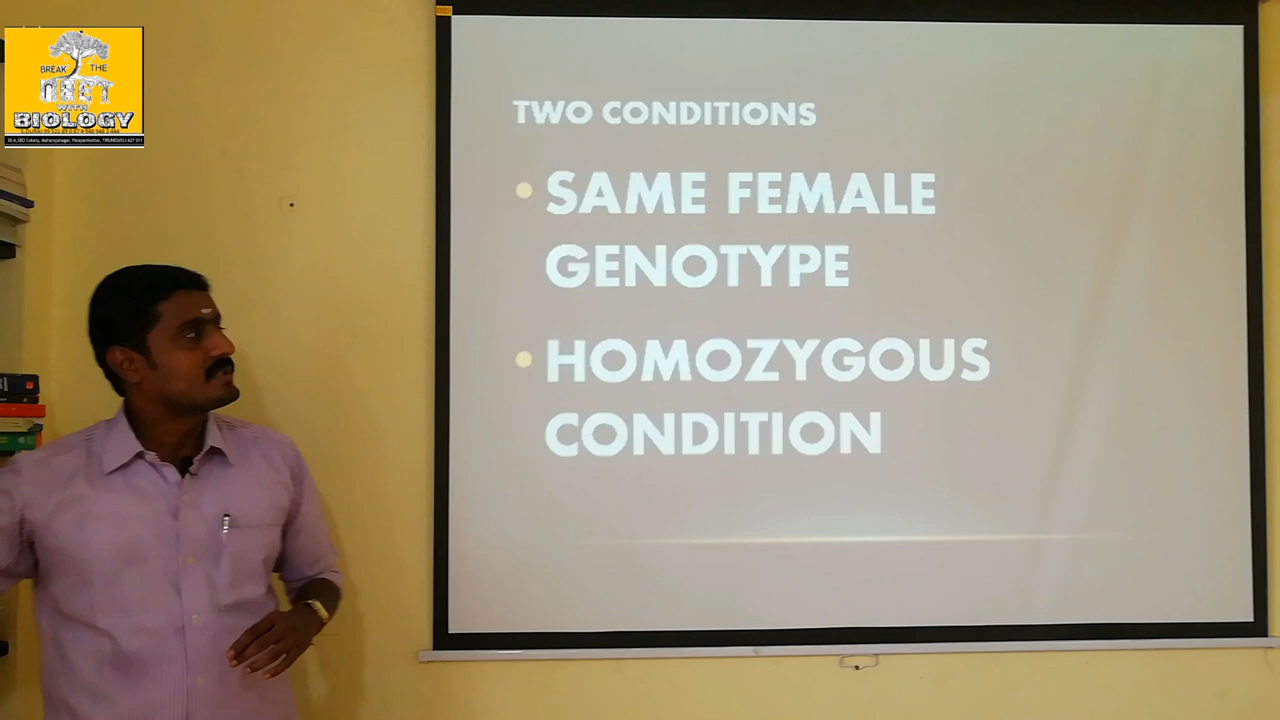 BREAK THE
NEET
WITH
BIOLOGY
TWO CONDITIONS
• SAME FEMALE
GENOTYPE
• HOMOZYGOUS
CONDITION